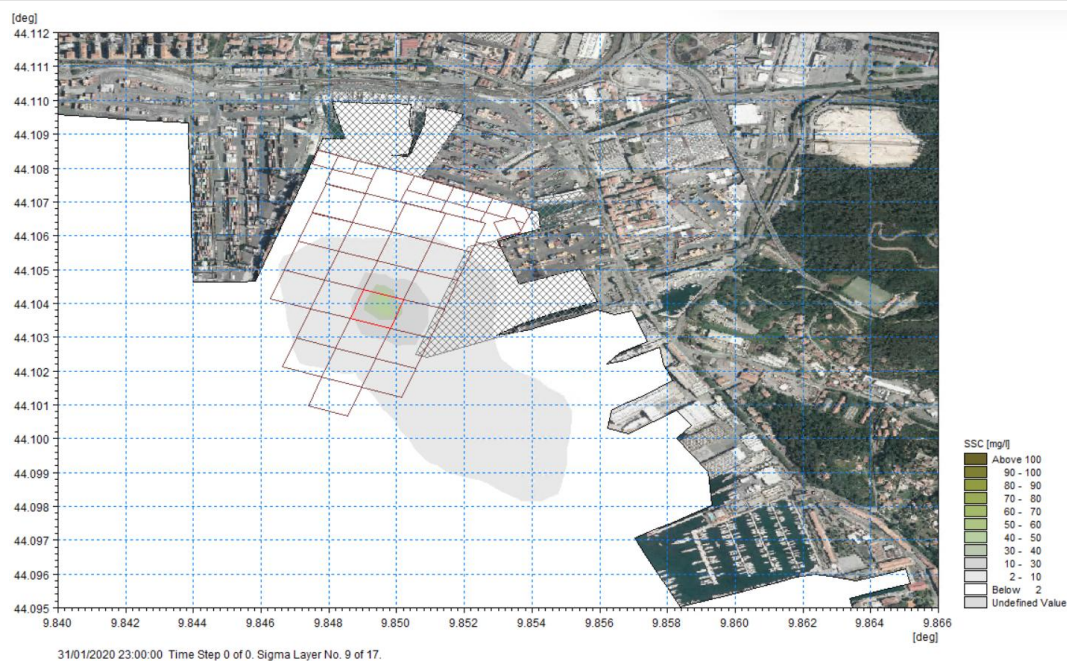 [deg]
44.112
44.111
44.110
44.109
44.108
44.107
44.106
44.105
44.104
44.103
44.102
44.101
44.100
44.099
44.098
44.097
44.096
44.095
9.840 9.842 9.844 9.846 9.848 9.850 9.852 9.854 9.856 9.858 9.860 9.862 9.864 9.866
[deg]
SSC [mg/l]
Above 100
90 - 100
80 - 90
70 - 80
60 - 70
50 - 60
40 - 50
30 - 40
10 - 30
2 - 10
Below 2
Undefined Value
31/01/2020 23:00:00 Time Step 0 of 0. Sigma Layer No. 9 of 17.